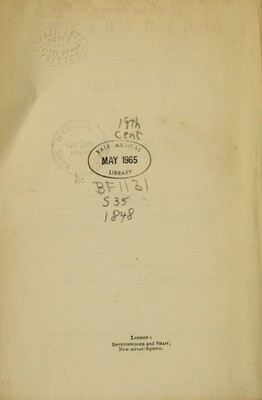 19th
Cent
YALE MEDICAL
MAY 1965
LIBRARY
BF1131
S35
1848
LONDON:
SPOTTISWOODE and SHAW,
New-street-Square.